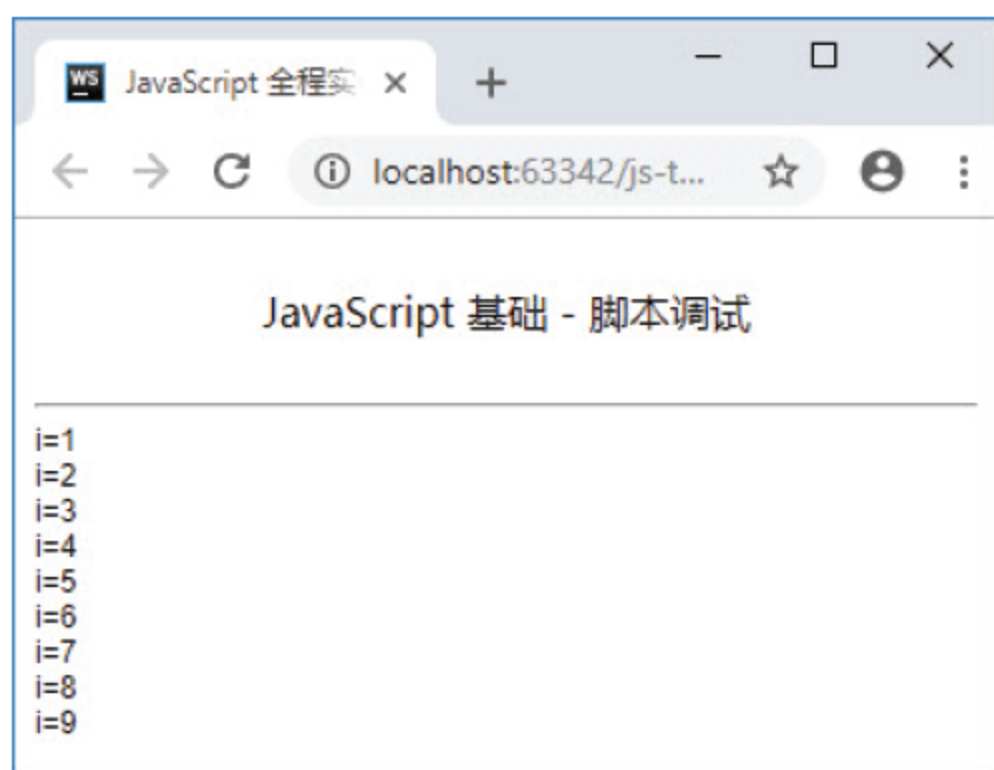 WS JavaScript 全程实
localhost:63342/js-t...
JavaScript 基础 - 脚本调试
i=1
i=2
i=3
i=4
i=5
i=6
i=7
i=8
i=9